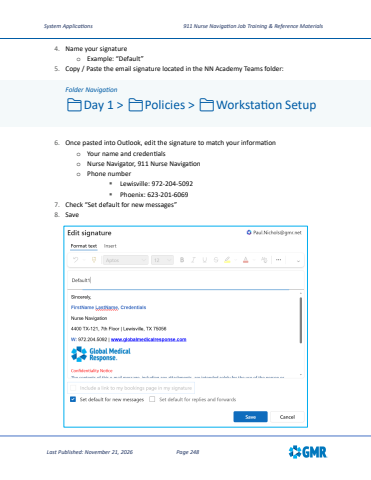 System Applications 911 Nurse Navigation Job Training & Reference Materials
4. Name your signature
o Example: "Default"
5. Copy / Paste the email signature located in the NN Academy Teams folder:
Folder Navigation
Day 1 > Policies > Workstation Setup
6. Once pasted into Outlook, edit the signature to match your information
o Your name and credentials
o Nurse Navigator, 911 Nurse Navigation
o Phone number
▪ Lewisville: 972-204-5092
▪ Phoenix: 623-201-6069
7. Check "Set default for new messages"
8. Save
Edit signature Paul.Nichols@gmr.net
Format text Insert
Aptos B I U S A
Default1
Sincerely,
FirstName LastName, Credentials
Nurse Navigation
4400 TX-121, 7th Floor | Lewisville, TX 75056
W: 972.204.5092 | www.globalmedicalresponse.com
Global Medical
Response.
Confidentiality Notice
Include a link to my bookings page in my signature
Set default for new messages Set default for replies and forwards
Save Cancel
Last Published: November 21, 2026 Page 248 GMR